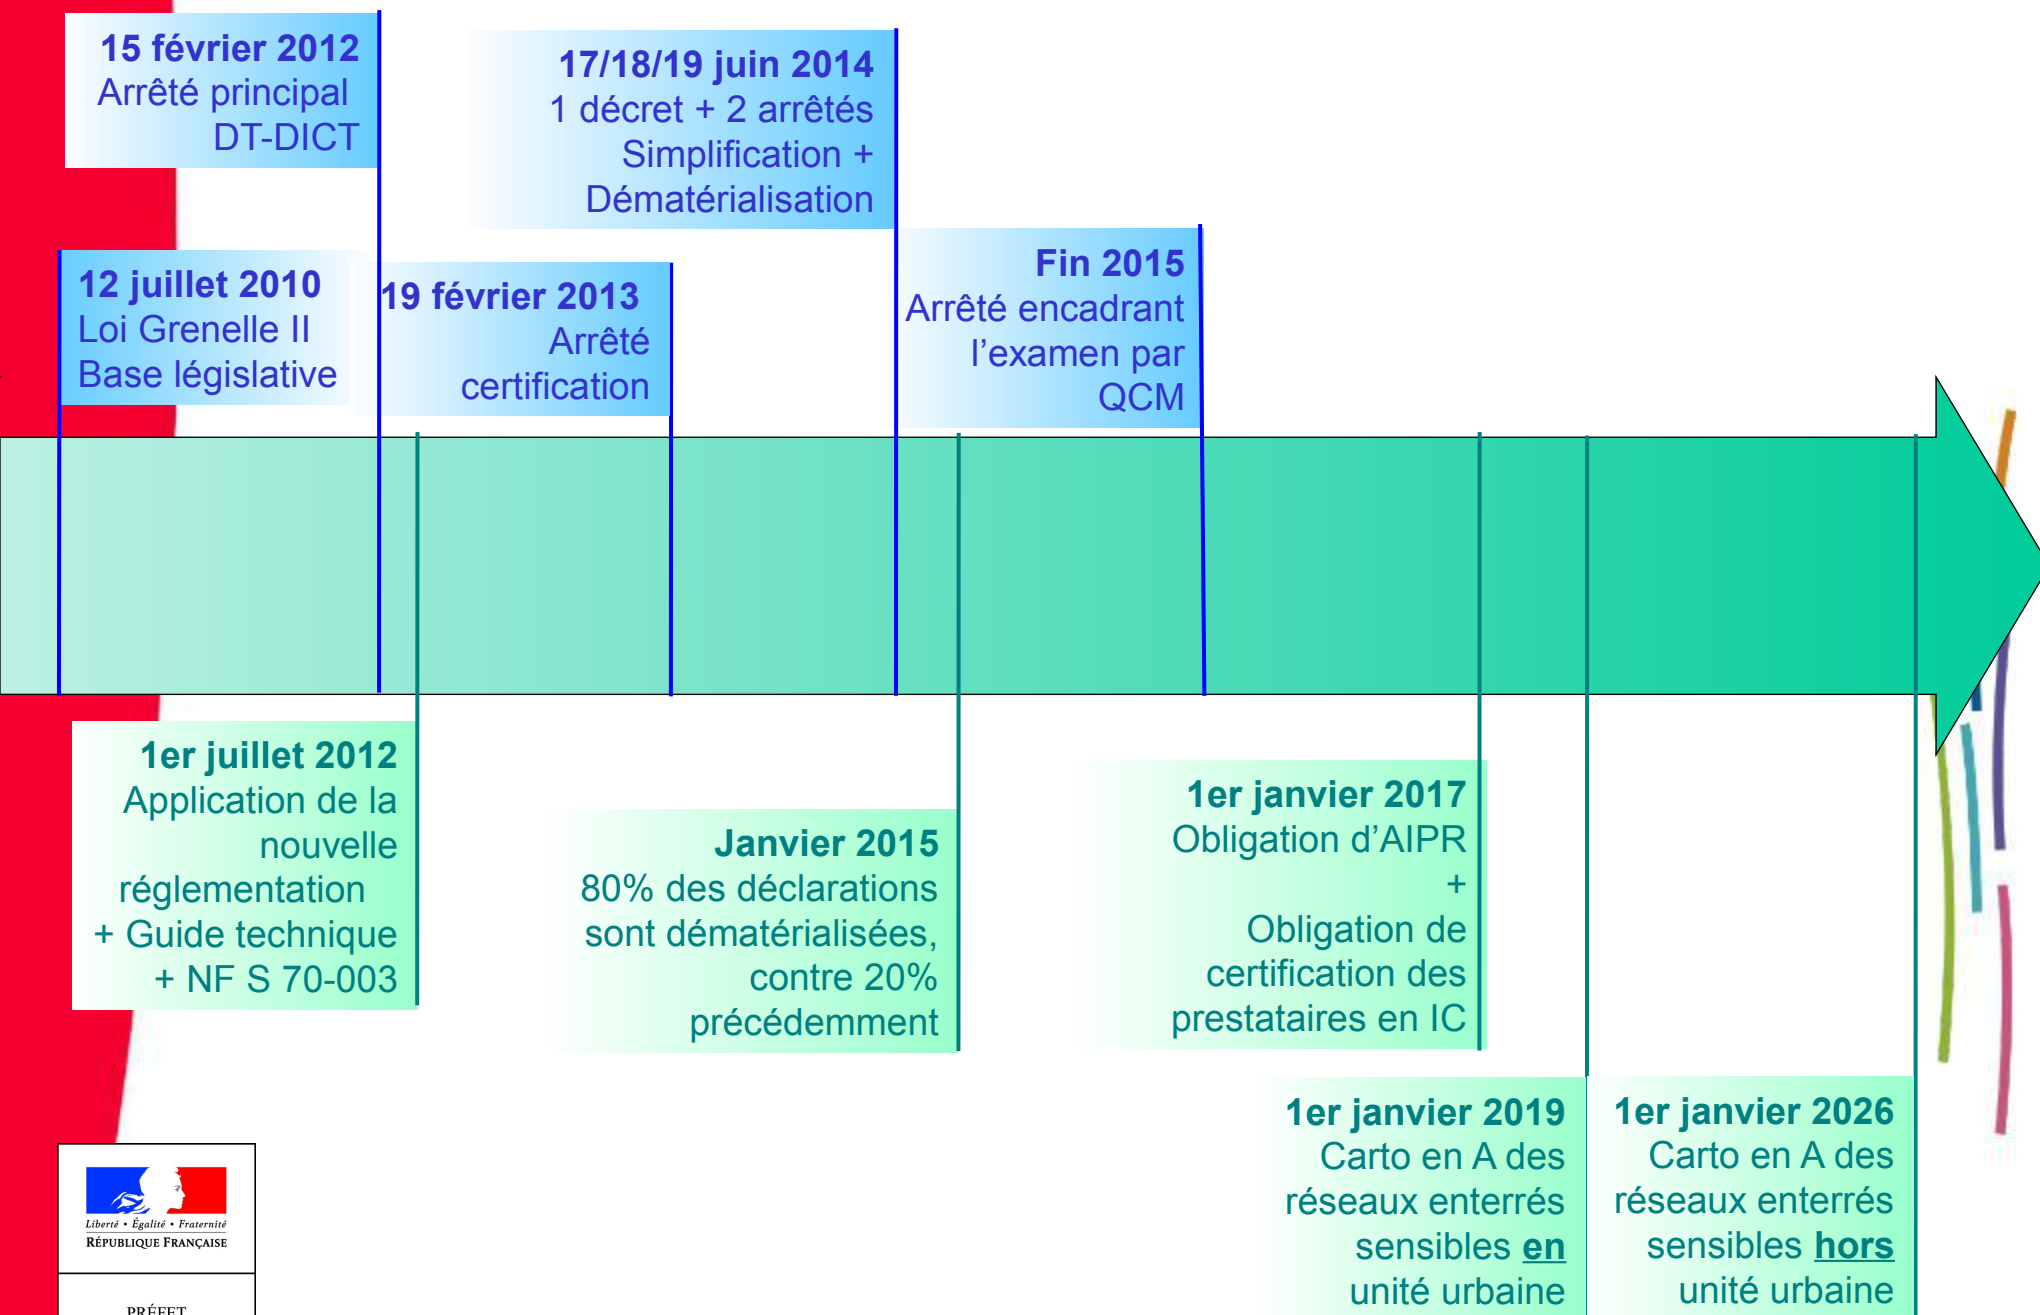 15 février 2012
Arrêté principal
DT-DICT
17/18/19 juin 2014
1 décret + 2 arrêtés
Simplification +
Dématérialisation
12 juillet 2010
Loi Grenelle II
Base législative
19 février 2013
Arrêté
certification
Fin 2015
Arrêté encadrant
l’examen par
QCM
1er juillet 2012
Application de la
nouvelle
réglementation
+ Guide technique
+ NF S 70-003
Janvier 2015
80% des déclarations
sont dématérialisées,
contre 20%
précédemment
1er janvier 2017
Obligation d’AIPR
+
Obligation de
certification des
prestataires en IC
1er janvier 2019
Carto en A des
réseaux enterrés
sensibles en
unité urbaine
1er janvier 2026
Carto en A des
réseaux enterrés
sensibles hors
unité urbaine
Liberté • Égalité • Fraternité
RÉPUBLIQUE FRANÇAISE
PRÉFET